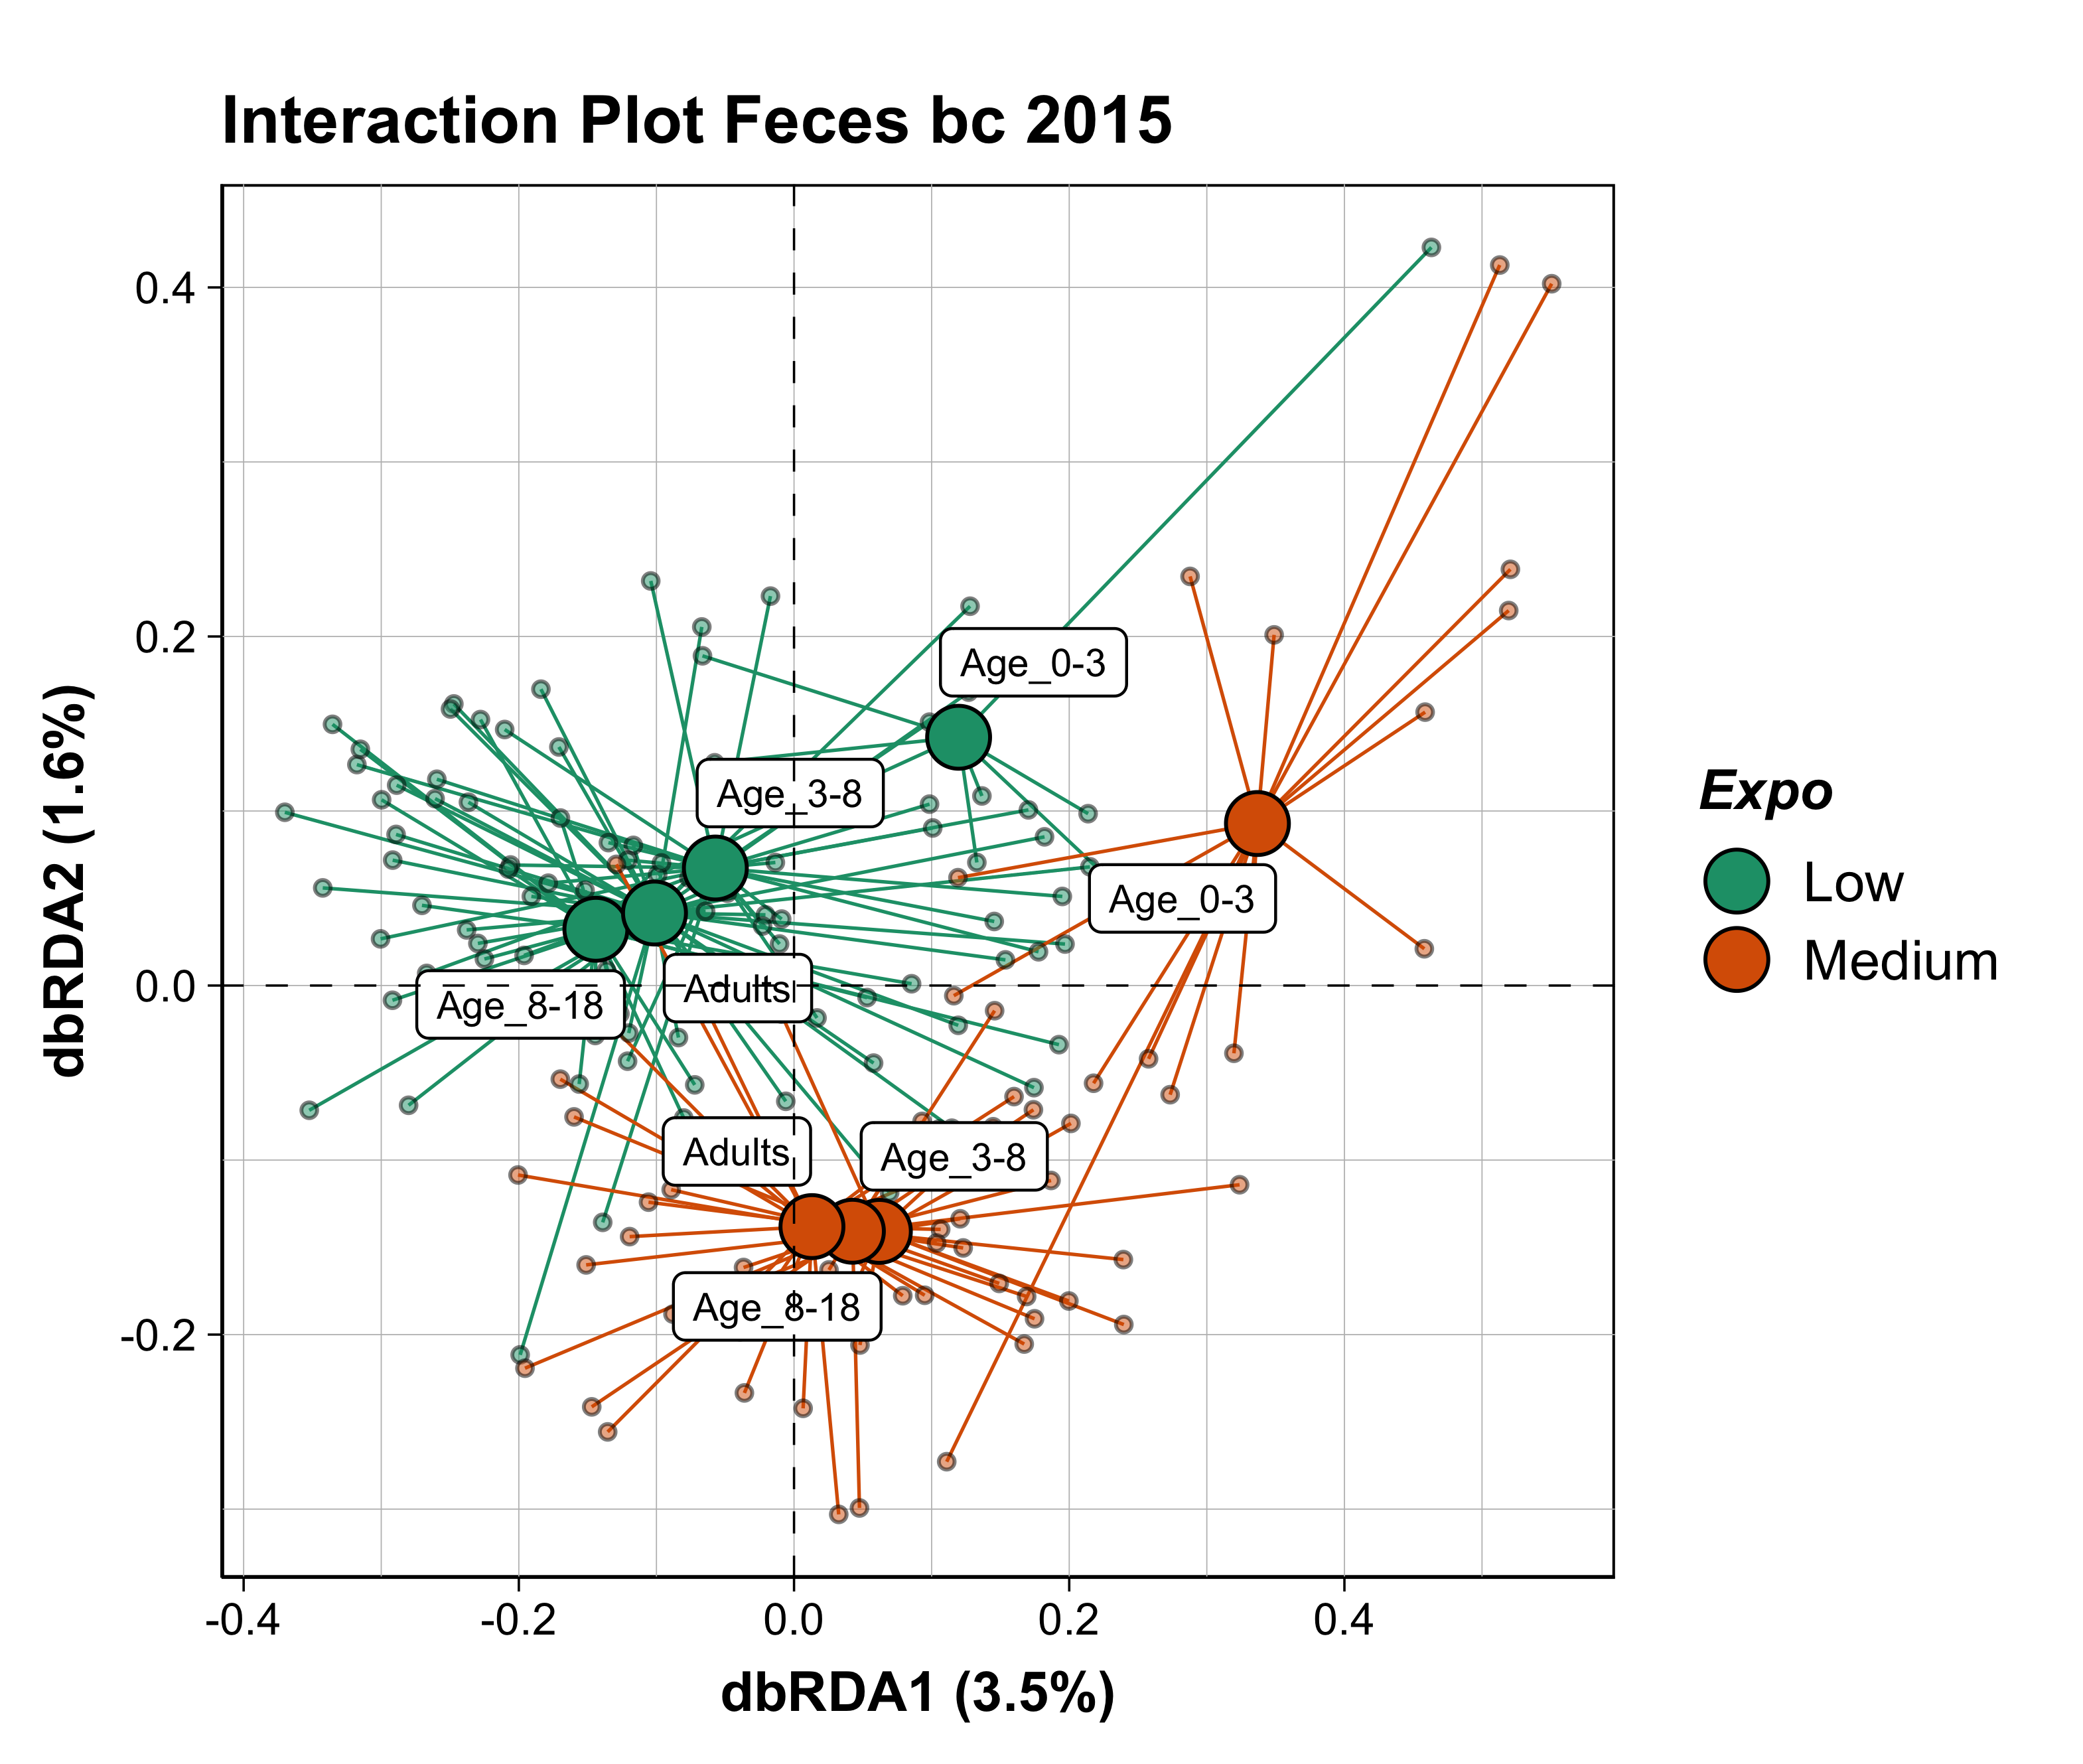 Interaction Plot Feces bc 2015
0.4
0.2
0.0
-0.2
dbRDA2 (1.6%)
Age_0-3
Age_3-8
Age_0-3
Age_8-18
Adults
Adults
Age_3-8
Age_8-18
-0.4
-0.2
0.0
0.2
0.4
dbRDA1 (3.5%)
Expo
Low
Medium